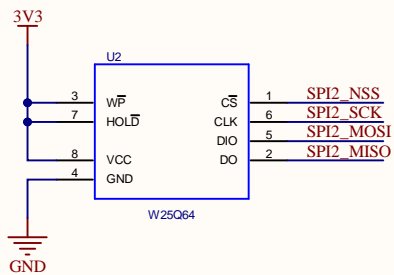 3V3
U2
3 WP CS 1 SPI2_NSS
7 HOLD CLK 6 SPI2_SCK
DIO 5 SPI2_MOSI
8 VCC DO 2 SPI2_MISO
4 GND
W25Q64
GND